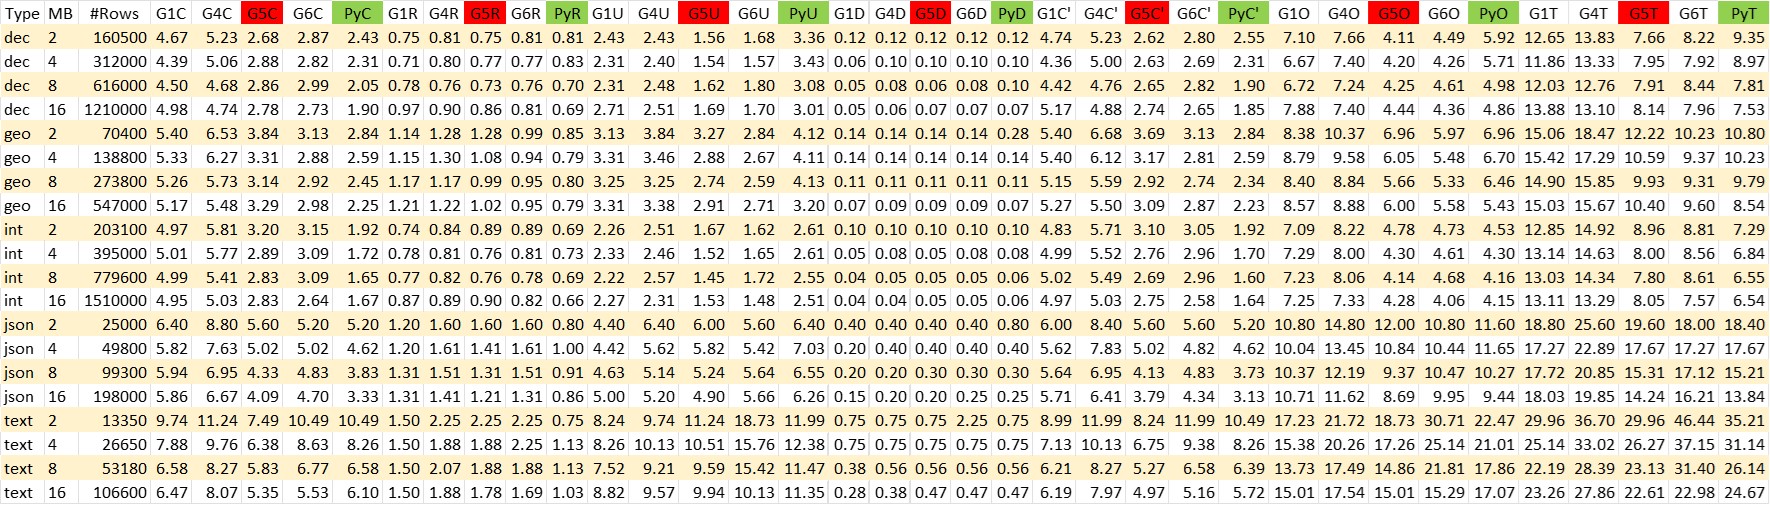 Type MB #Rows G1C G4C G5C G6C PyC G1R G4R G5R G6R PyR G1U G4U G5U G6U PyU G1D G4D G5D G6D PyD G1C' G4C' G5C' G6C' PyC' G1O G4O G5O G6O PyO G1T G4T G5T G6T PyT
dec 2 160500 4.67 5.23 2.68 2.87 2.43 0.75 0.81 0.75 0.81 0.81 2.43 2.43 1.56 1.68 3.36 0.12 0.12 0.12 0.12 0.12 4.74 5.23 2.62 2.80 2.55 7.10 7.66 4.11 4.49 5.92 12.65 13.83 7.66 8.22 9.35
dec 4 312000 4.39 5.06 2.88 2.82 2.31 0.71 0.80 0.77 0.77 0.83 2.31 2.40 1.54 1.57 3.43 0.06 0.10 0.10 0.10 0.10 4.36 5.00 2.63 2.69 2.31 6.67 7.40 4.20 4.26 5.71 11.86 13.33 7.95 7.92 8.97
dec 8 616000 4.50 4.68 2.86 2.99 2.05 0.78 0.76 0.73 0.76 0.70 2.31 2.48 1.62 1.80 3.08 0.05 0.08 0.06 0.08 0.10 4.42 4.76 2.65 2.82 1.90 6.72 7.24 4.25 4.61 4.98 12.03 12.76 7.91 8.44 7.81
dec 16 1210000 4.98 4.74 2.78 2.73 1.90 0.97 0.90 0.86 0.81 0.69 2.71 2.51 1.69 1.70 3.01 0.05 0.06 0.07 0.07 0.07 5.17 4.88 2.74 2.65 1.85 7.88 7.40 4.44 4.36 4.86 13.88 13.10 8.14 7.96 7.53
geo 2 70400 5.40 6.53 3.84 3.13 2.84 1.14 1.28 1.28 0.99 0.85 3.13 3.84 3.27 2.84 4.12 0.14 0.14 0.14 0.14 0.28 5.40 6.68 3.69 3.13 2.84 8.38 10.37 6.96 5.97 6.96 15.06 18.47 12.22 10.23 10.80
geo 4 138800 5.33 6.27 3.31 2.88 2.59 1.15 1.30 1.08 0.94 0.79 3.31 3.46 2.88 2.67 4.11 0.14 0.14 0.14 0.14 0.14 5.40 6.12 3.17 2.81 2.59 8.79 9.58 6.05 5.48 6.70 15.42 17.29 10.59 9.37 10.23
geo 8 273800 5.26 5.73 3.14 2.92 2.45 1.17 1.17 0.99 0.95 0.80 3.25 3.25 2.74 2.59 4.13 0.11 0.11 0.11 0.11 0.11 5.15 5.59 2.92 2.74 2.34 8.40 8.84 5.66 5.33 6.46 14.90 15.85 9.93 9.31 9.79
geo 16 547000 5.17 5.48 3.29 2.98 2.25 1.21 1.22 1.02 0.95 0.79 3.31 3.38 2.91 2.71 3.20 0.07 0.09 0.09 0.09 0.07 5.27 5.50 3.09 2.87 2.23 8.57 8.88 6.00 5.58 5.43 15.03 15.67 10.40 9.60 8.54
int 2 203100 4.97 5.81 3.20 3.15 1.92 0.74 0.84 0.89 0.89 0.69 2.26 2.51 1.67 1.62 2.61 0.10 0.10 0.10 0.10 0.10 4.83 5.71 3.10 3.05 1.92 7.09 8.22 4.78 4.73 4.53 12.85 14.92 8.96 8.81 7.29
int 4 395000 5.01 5.77 2.89 3.09 1.72 0.78 0.81 0.76 0.81 0.73 2.33 2.46 1.52 1.65 2.61 0.05 0.08 0.05 0.08 0.08 4.99 5.52 2.76 2.96 1.70 7.29 8.00 4.30 4.61 4.30 13.14 14.63 8.00 8.56 6.84
int 8 779600 4.99 5.41 2.83 3.09 1.65 0.77 0.82 0.76 0.78 0.69 2.22 2.57 1.45 1.72 2.55 0.04 0.05 0.05 0.05 0.06 5.02 5.49 2.69 2.96 1.60 7.23 8.06 4.14 4.68 4.16 13.03 14.34 7.80 8.61 6.55
int 16 1510000 4.95 5.03 2.83 2.64 1.67 0.87 0.89 0.90 0.82 0.66 2.27 2.31 1.53 1.48 2.51 0.04 0.04 0.05 0.05 0.06 4.97 5.03 2.75 2.58 1.64 7.25 7.33 4.28 4.06 4.15 13.11 13.29 8.05 7.57 6.54
json 2 25000 6.40 8.80 5.60 5.20 5.20 1.20 1.60 1.60 1.60 0.80 4.40 6.40 6.00 5.60 6.40 0.40 0.40 0.40 0.40 0.80 6.00 8.40 5.60 5.60 5.20 10.80 14.80 12.00 10.80 11.60 18.80 25.60 19.60 18.00 18.40
json 4 49800 5.82 7.63 5.02 5.02 4.62 1.20 1.61 1.41 1.61 1.00 4.42 5.62 5.82 5.42 7.03 0.20 0.40 0.30 0.40 0.40 5.62 7.83 5.02 4.82 4.62 10.04 13.45 10.84 10.44 11.65 17.27 22.89 17.67 17.27 17.67
json 8 99300 5.94 6.95 4.33 4.83 3.83 1.31 1.51 1.31 1.51 0.91 4.63 5.14 5.24 5.64 6.55 0.20 0.20 0.30 0.30 0.30 5.64 6.95 4.13 4.83 3.73 10.37 12.19 9.37 10.47 10.27 17.72 20.85 15.31 17.12 15.21
json 16 198000 5.86 6.67 4.09 4.70 3.33 1.31 1.41 1.21 1.31 0.86 5.00 5.20 4.90 5.66 6.26 0.15 0.20 0.20 0.25 0.25 5.71 6.41 3.79 4.34 3.13 10.71 11.62 8.69 9.95 9.44 18.03 19.85 14.24 16.21 13.84
text 2 13350 9.74 11.24 7.49 10.49 10.49 1.50 2.25 2.25 2.25 0.75 8.24 9.74 11.24 18.73 11.99 0.75 0.75 0.75 2.25 0.75 8.99 11.99 8.24 11.99 10.49 17.23 21.72 18.73 30.71 22.47 29.96 36.70 29.96 46.44 35.21
text 4 26650 7.88 9.76 6.38 8.63 8.26 1.50 1.88 1.88 2.25 1.13 8.26 10.13 10.51 15.76 12.38 0.75 0.75 0.75 0.75 0.75 7.13 10.13 6.75 9.38 8.26 15.38 20.26 17.26 25.14 21.01 25.14 33.02 26.27 37.15 31.14
text 8 53180 6.58 8.27 5.83 6.77 6.58 1.50 2.07 1.88 1.88 1.13 7.52 9.21 9.59 15.42 11.47 0.38 0.56 0.56 0.56 0.56 6.21 8.27 5.27 6.58 6.39 13.73 17.49 14.86 21.81 17.86 22.19 28.39 23.13 31.40 26.14
text 16 106600 6.47 8.07 5.35 5.53 6.10 1.50 1.88 1.78 1.69 1.03 8.82 9.57 9.94 10.13 11.35 0.28 0.38 0.47 0.47 0.47 6.19 7.97 4.97 5.16 5.72 15.01 17.54 15.01 15.29 17.07 23.26 27.86 22.61 22.98 24.67